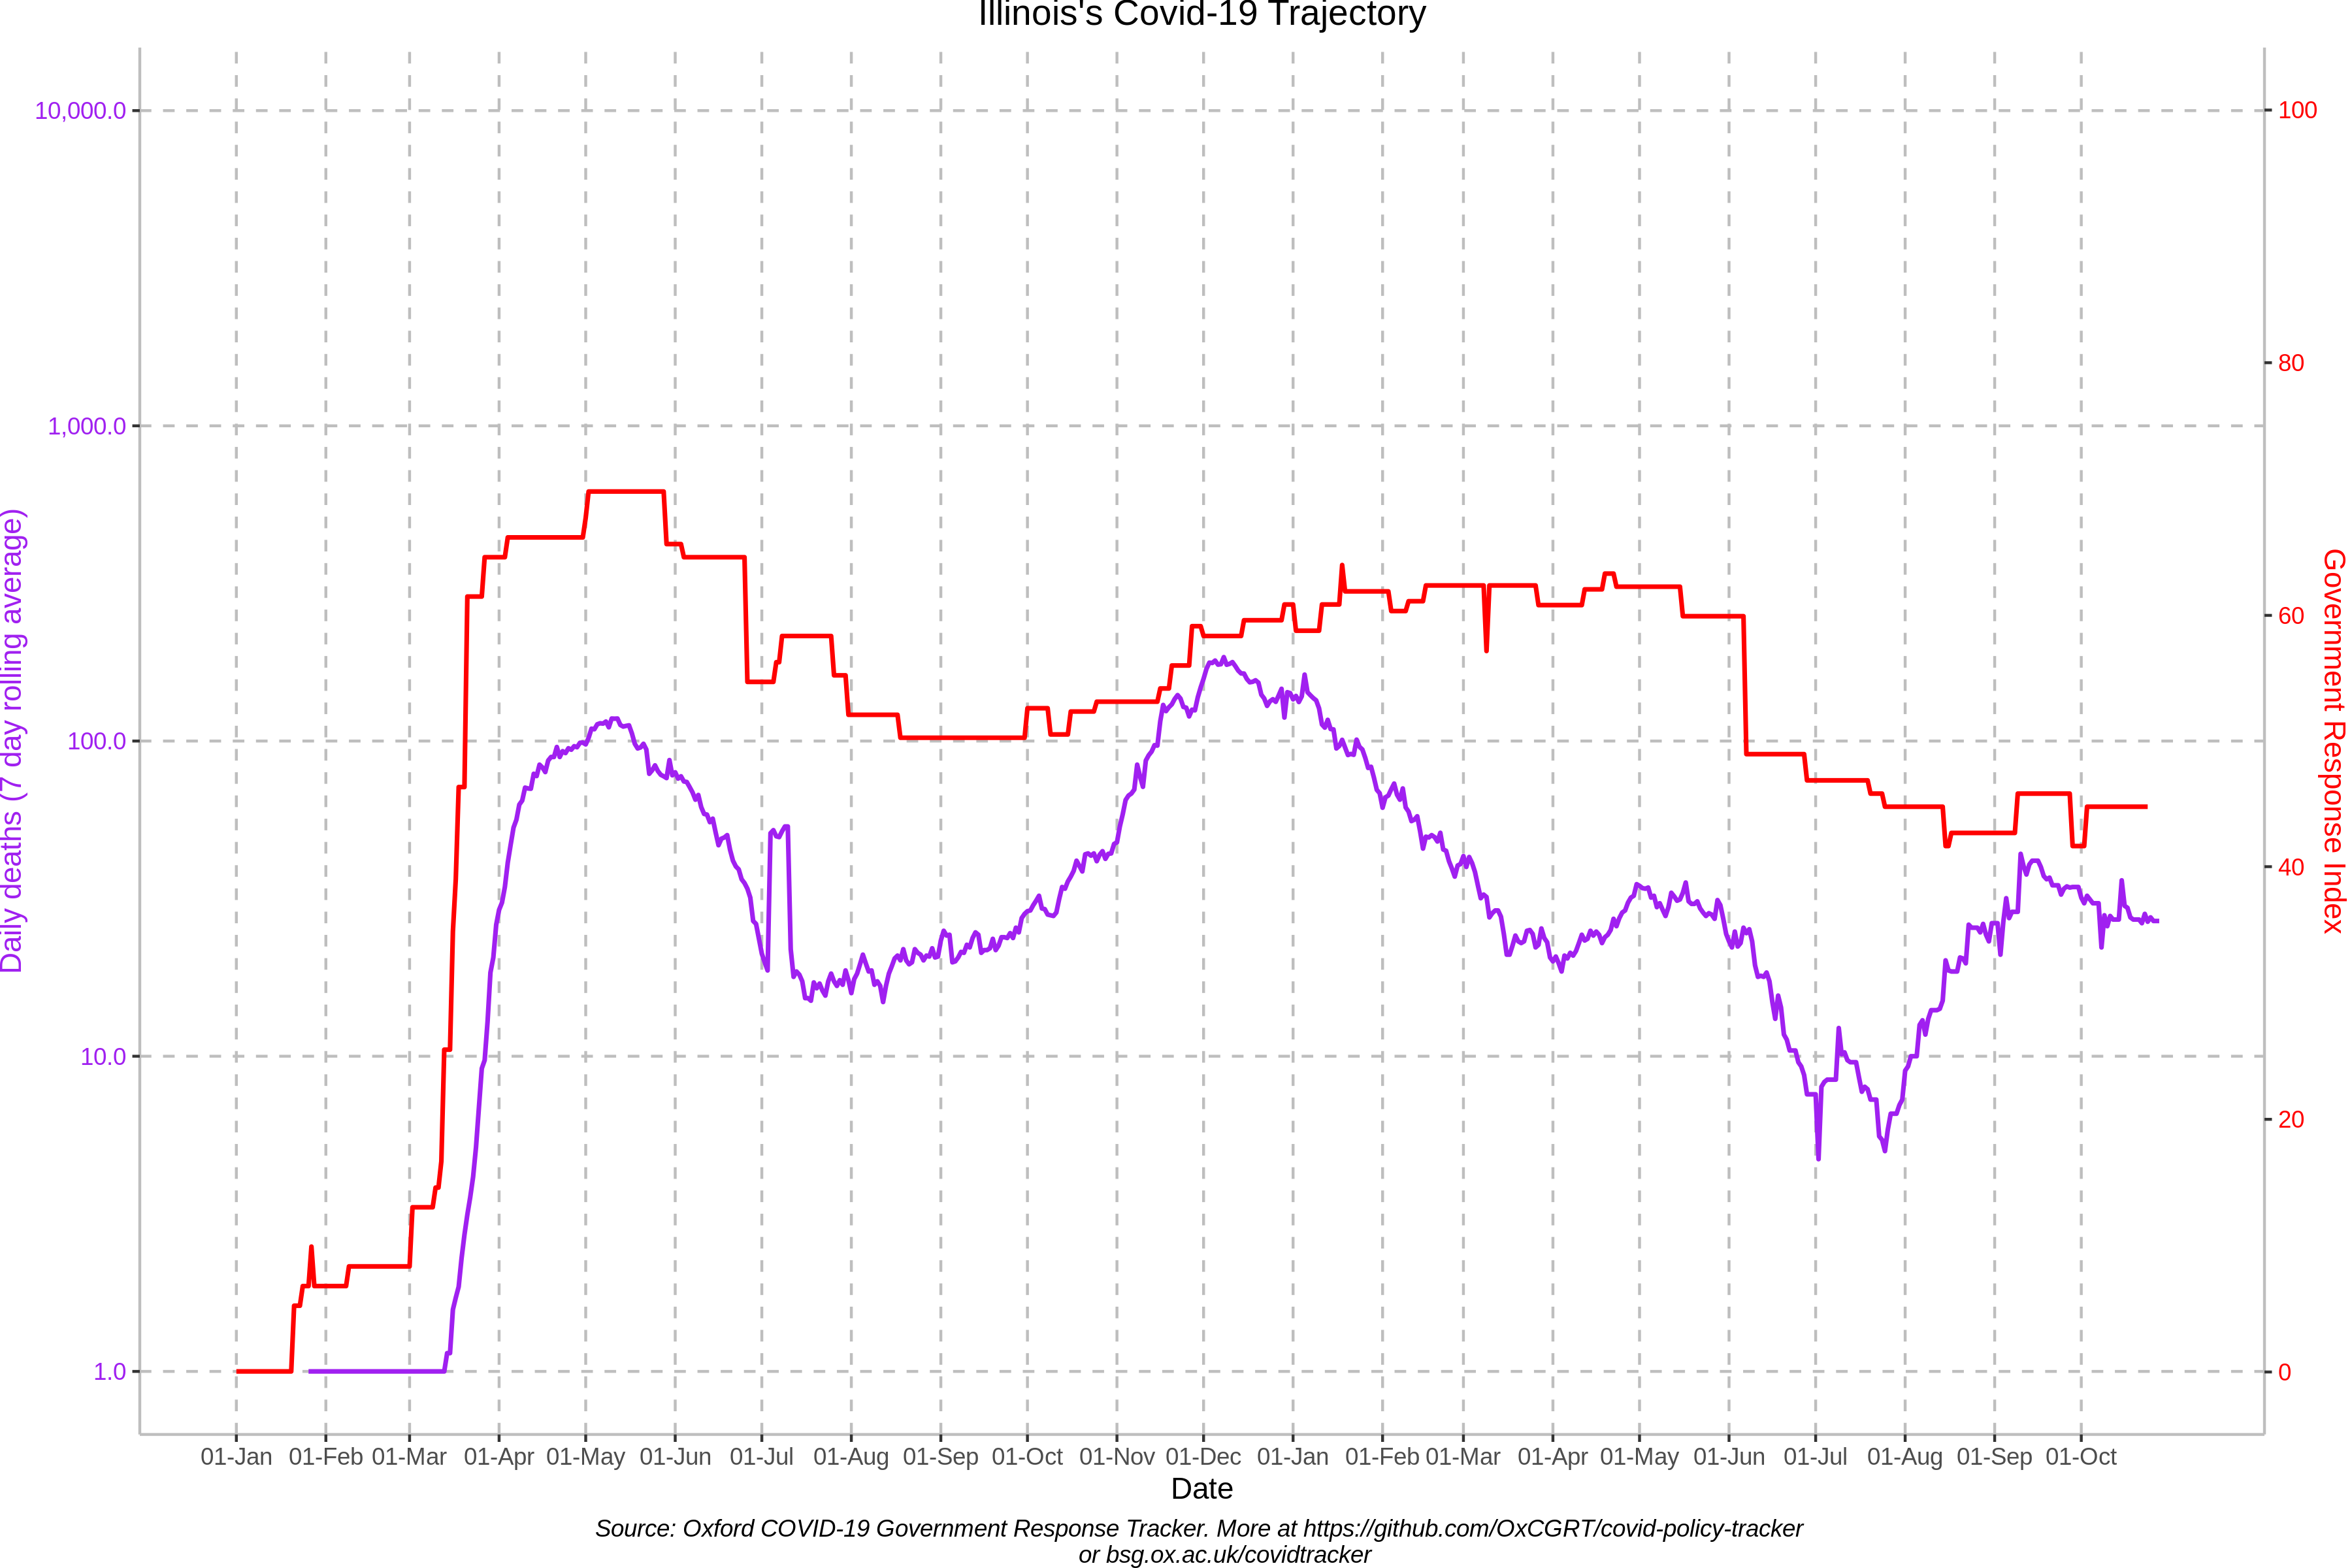 Illinois's Covid-19 Trajectory
10,000.0
1,000.0
100.0
10.0
1.0
Daily deaths (7 day rolling average)
100
80
60
40
20
0
Government Response Index
01-Jan 01-Feb 01-Mar 01-Apr 01-May 01-Jun 01-Jul 01-Aug 01-Sep 01-Oct 01-Nov 01-Dec 01-Jan 01-Feb 01-Mar 01-Apr 01-May 01-Jun 01-Jul 01-Aug 01-Sep 01-Oct
Date
Source: Oxford COVID-19 Government Response Tracker. More at https://github.com/OxCGRT/covid-policy-tracker
or bsg.ox.ac.uk/covidtracker